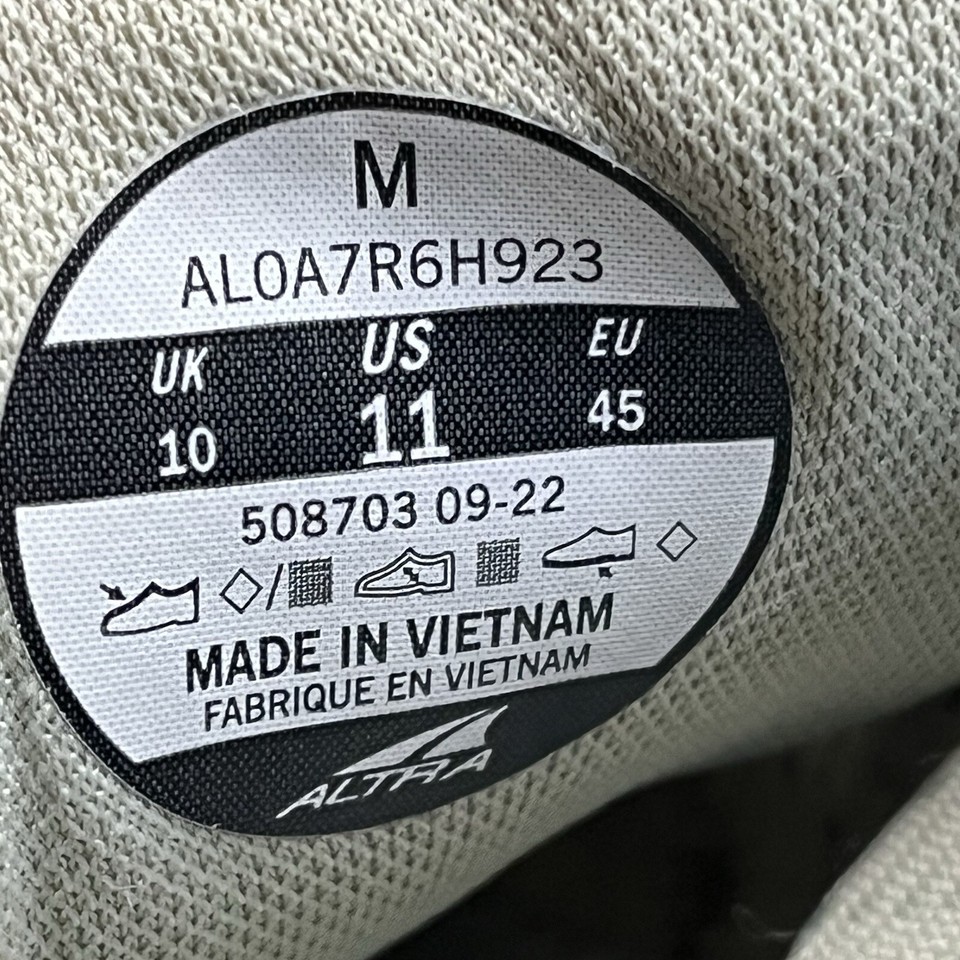 M
AL0A7R6H923
UK US EU
10 11 45
508703 09-22
/
MADE IN VIETNAM
FABRIQUE EN VIETNAM
ALTRA